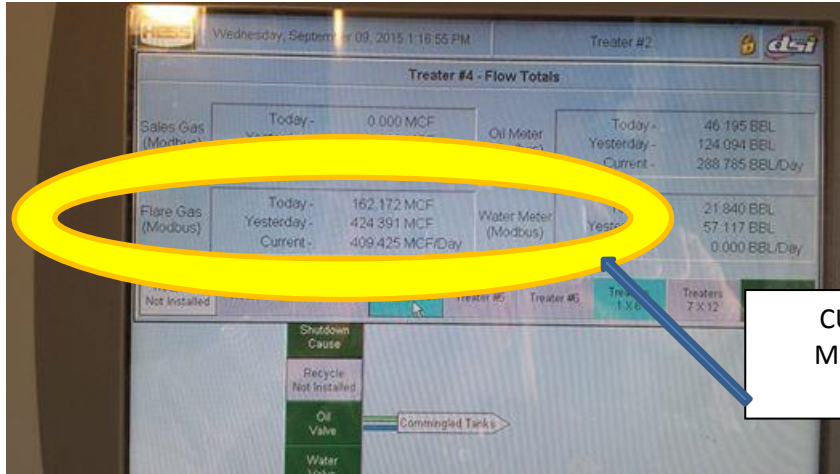 HESS Wednesday, September 09, 2015 1:16:55 PM Treater #2 dsi
Treater #4 - Flow Totals
Sales Gas
(Modbus)
Today - 0.000 MCF
Oil Meter
Today - 46.195 BBL
Yesterday - 124.094 BBL
Current - 288.785 BBL/Day
Flare Gas
(Modbus)
Today - 162.172 MCF
Yesterday - 424.391 MCF
Current - 409.425 MCF/Day
Water Meter
(Modbus)
21.840 BBL
57.117 BBL
0.000 BBL/Day
Not Installed
Treater #5
Treater #6
1 X 6
Treaters
7 X 12
Shutdown
Cause
Recycle
Not Installed
Oil
Valve
Commingled Tanks
Water
CU
M